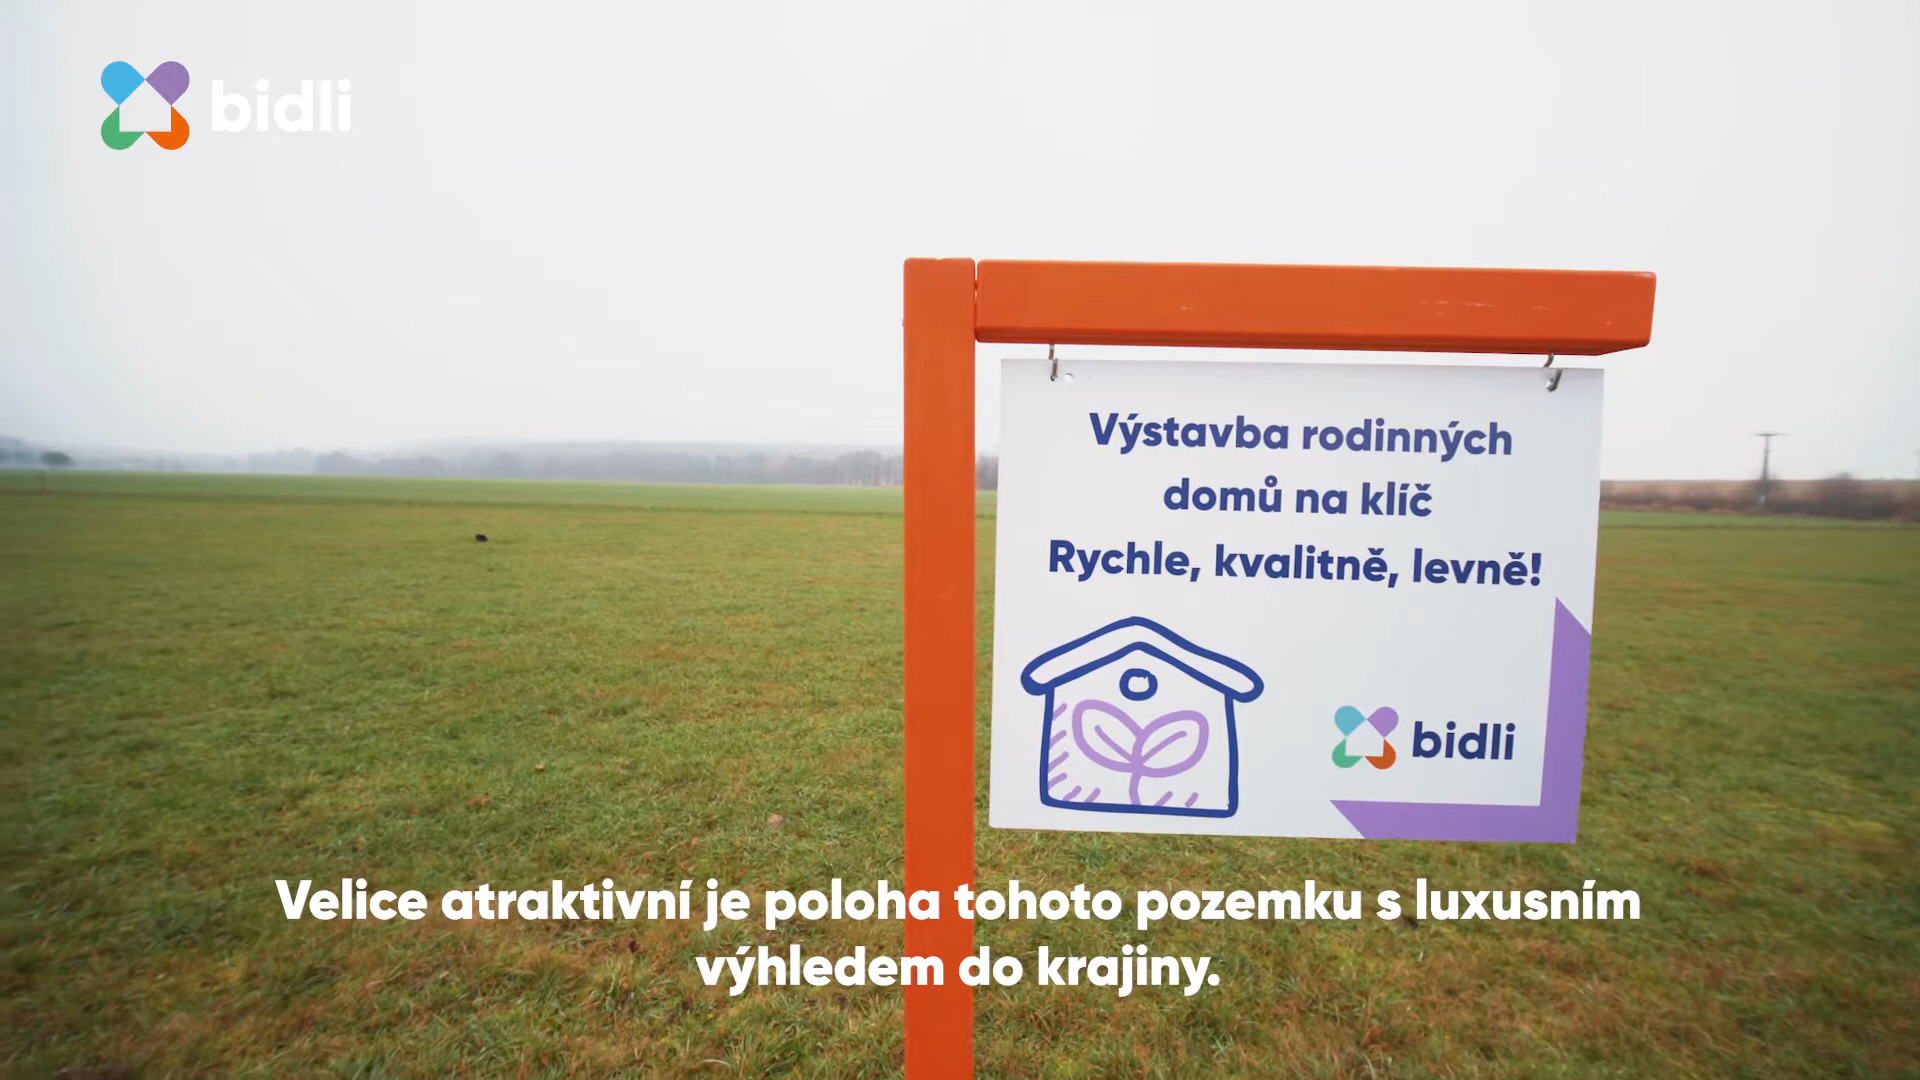 bidli
Výstavba rodinných
domů na klíč
Rychle, kvalitně, levně!
bidli
Velice atraktivní je poloha tohoto pozemku s luxusním
výhledem do krajiny.